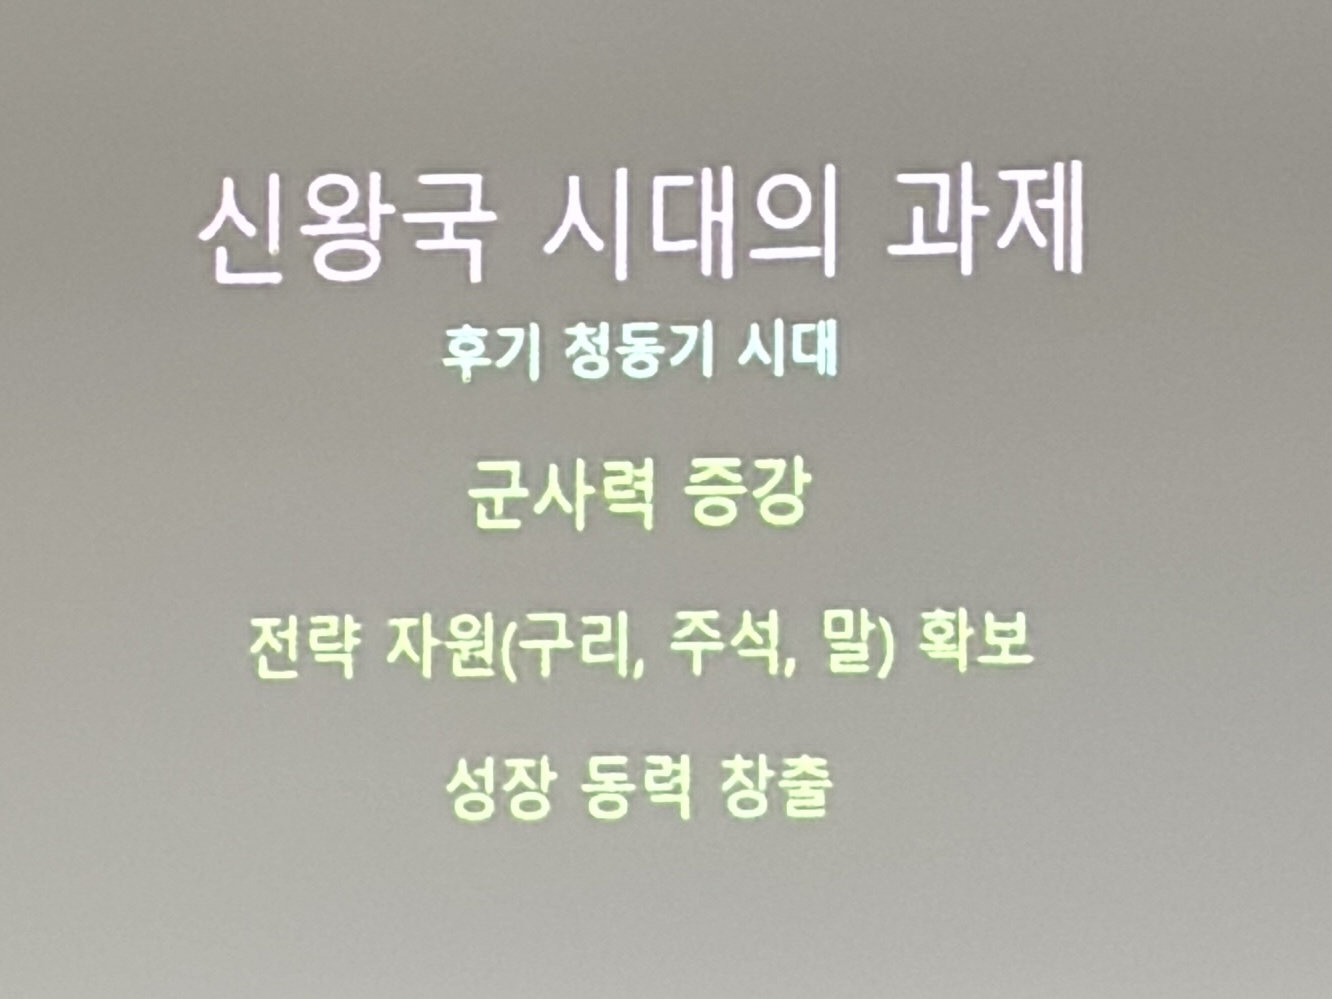 신왕국 시대의 과제
후기 청동기 시대
군사력 증강
전략 자원(구리, 주석, 말) 확보
성장 동력 창출